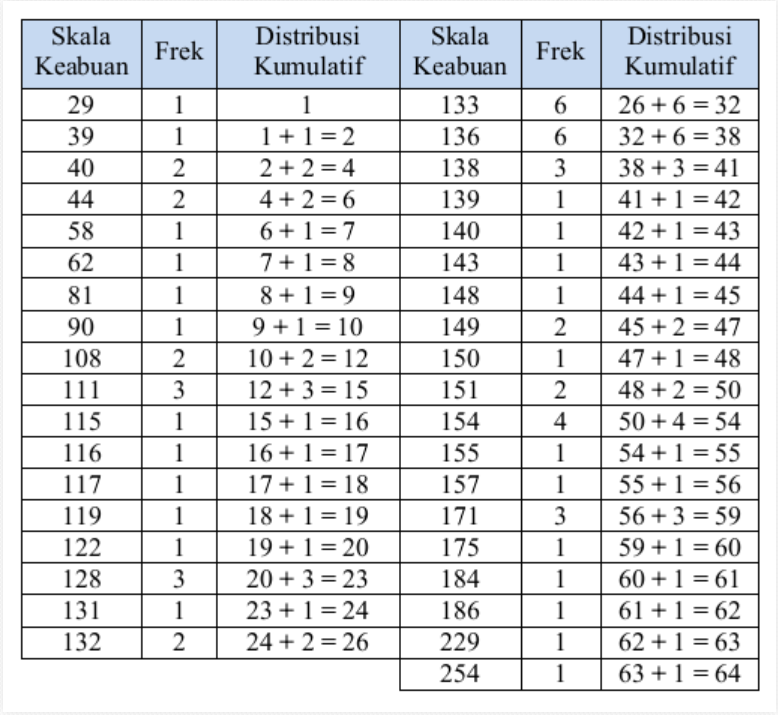 Skala Keabuan Frek Distribusi Kumulatif Skala Keabuan Frek Distribusi Kumulatif
29 1 1 133 6 26 + 6 = 32
39 1 1 + 1 = 2 136 6 32 + 6 = 38
40 2 2 + 2 = 4 138 3 38 + 3 = 41
44 2 4 + 2 = 6 139 1 41 + 1 = 42
58 1 6 + 1 = 7 140 1 42 + 1 = 43
62 1 7 + 1 = 8 143 1 43 + 1 = 44
81 1 8 + 1 = 9 148 1 44 + 1 = 45
90 1 9 + 1 = 10 149 2 45 + 2 = 47
108 2 10 + 2 = 12 150 1 47 + 1 = 48
111 3 12 + 3 = 15 151 2 48 + 2 = 50
115 1 15 + 1 = 16 154 4 50 + 4 = 54
116 1 16 + 1 = 17 155 1 54 + 1 = 55
117 1 17 + 1 = 18 157 1 55 + 1 = 56
119 1 18 + 1 = 19 171 3 56 + 3 = 59
122 1 19 + 1 = 20 175 1 59 + 1 = 60
128 3 20 + 3 = 23 184 1 60 + 1 = 61
131 1 23 + 1 = 24 186 1 61 + 1 = 62
132 2 24 + 2 = 26 229 1 62 + 1 = 63
254 1 63 + 1 = 64